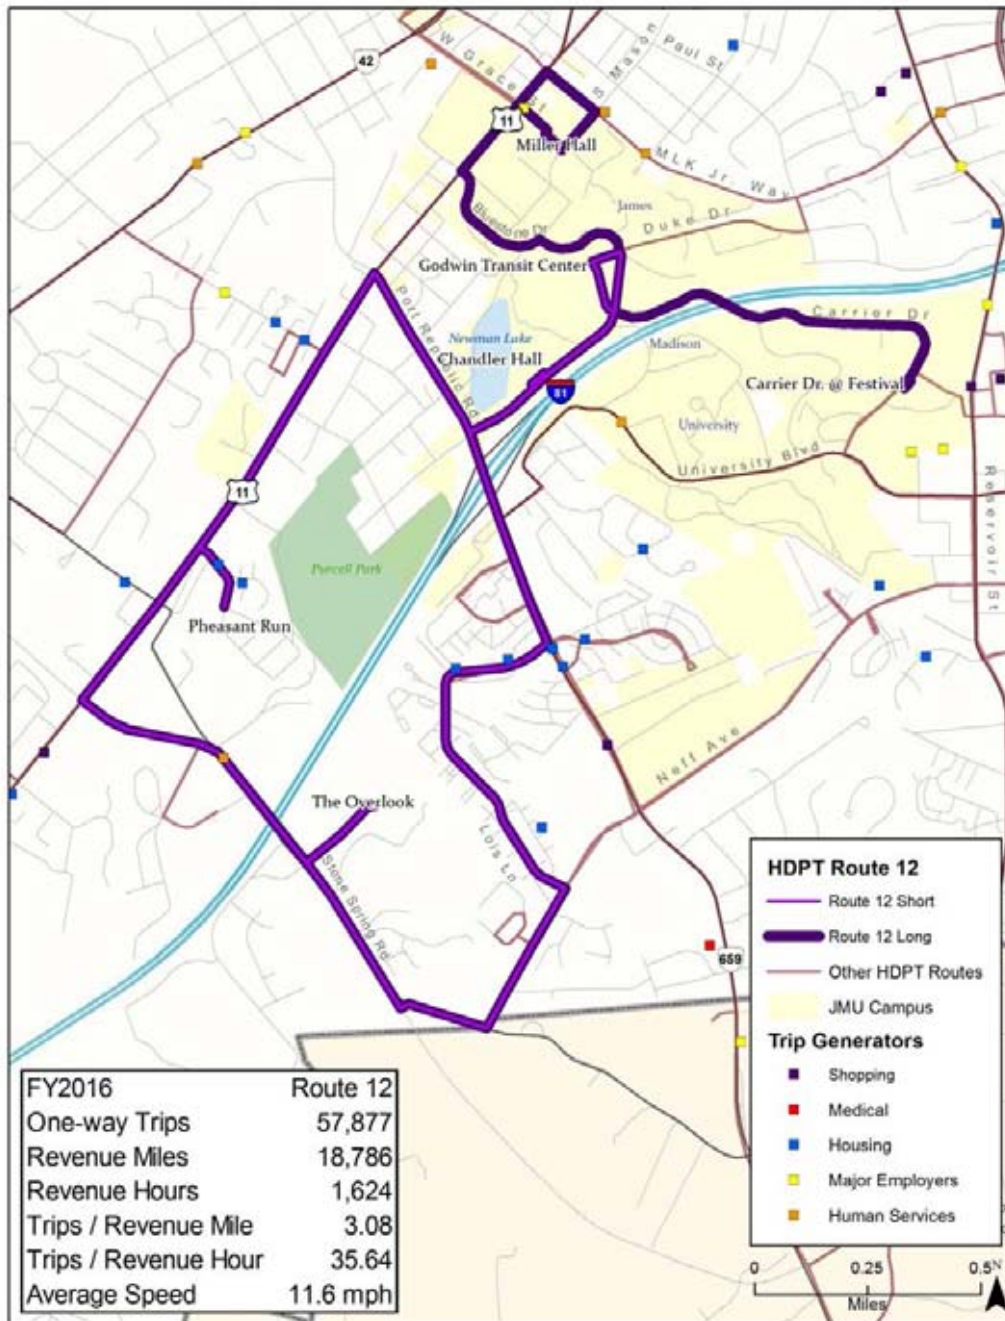 42
W Grace St
S Mason
Paul St
11
Miller Hall
MLK Jr. Way
James
Duke Dr
Bluestone Dr
Godwin Transit Center
Port Republic Rd
Newman Lake
Chandler Hall
Carrier Dr
Madison
81
Carrier Dr. @ Festival
University
University Blvd
Reservoir St
11
Purcell Park
Pheasant Run
Neff Ave
The Overlook
Lois Ln
Stone Spring Rd
659
HDPT Route 12
Route 12 Short
Route 12 Long
Other HDPT Routes
JMU Campus
Trip Generators
Shopping
Medical
Housing
Major Employers
Human Services
0 0.25 0.5
Miles
N
FY2016 Route 12
One-way Trips 57,877
Revenue Miles 18,786
Revenue Hours 1,624
Trips / Revenue Mile 3.08
Trips / Revenue Hour 35.64
Average Speed 11.6 mph